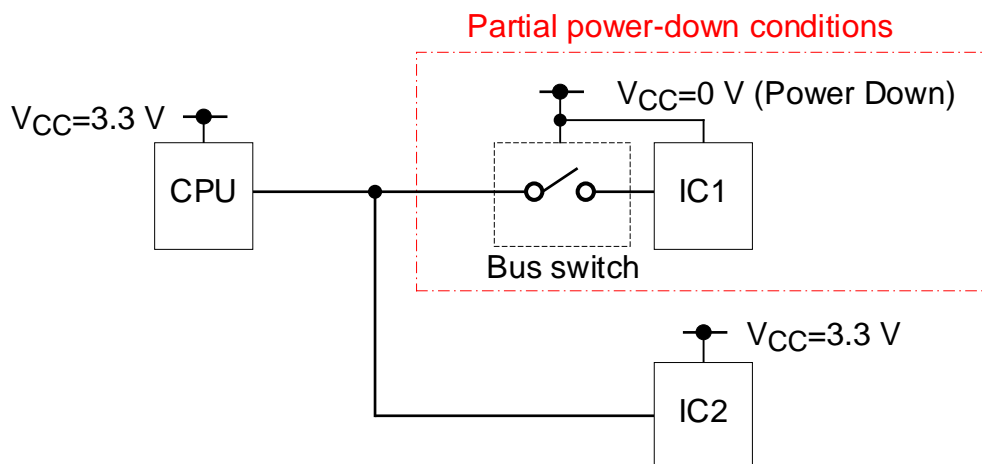 Partial power-down conditions
VCC=0 V (Power Down)
VCC=3.3 V
CPU
IC1
Bus switch
VCC=3.3 V
IC2